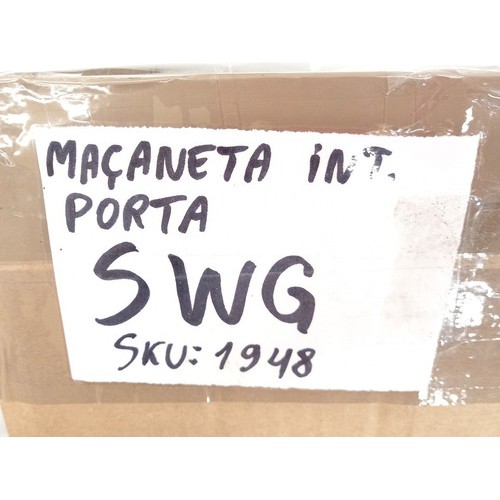 MAÇANETA INT.
PORTA
SWG
SKU: 1948